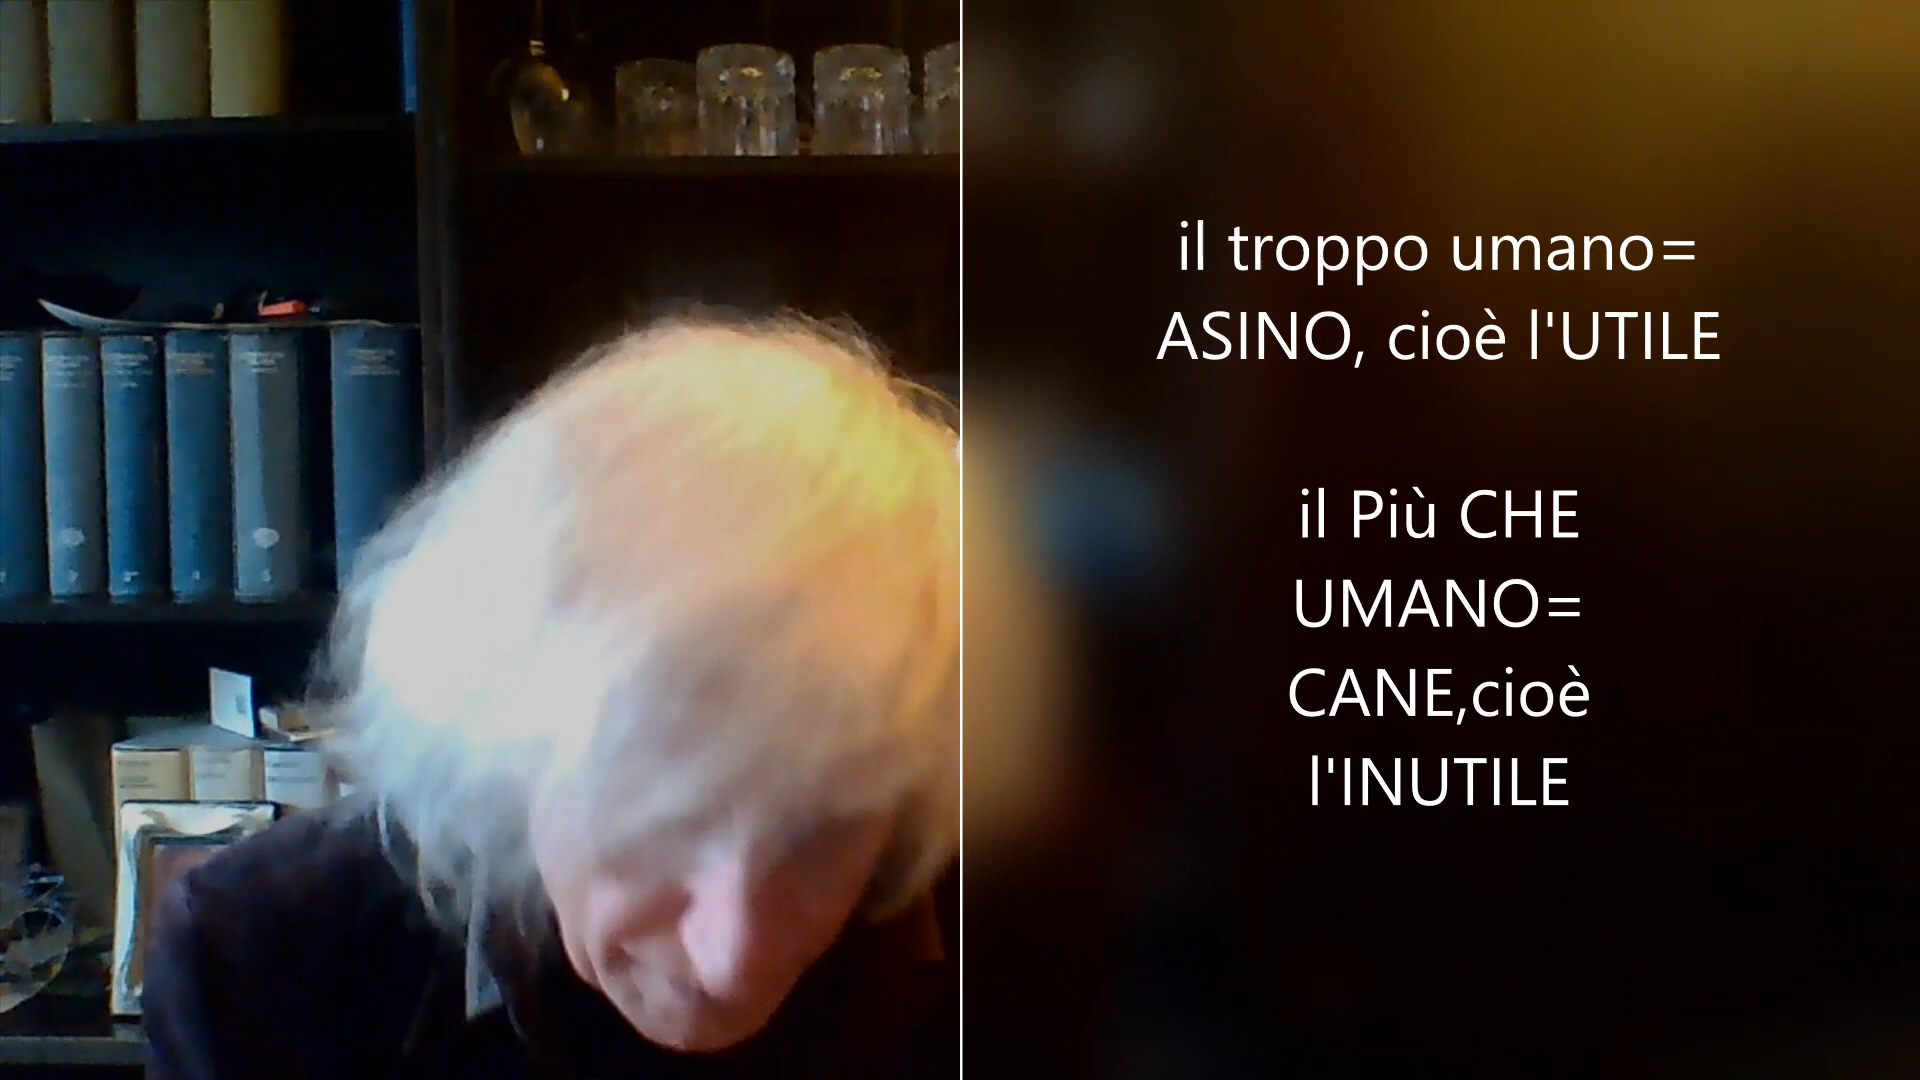 il troppo umano=
ASINO, cioè l'UTILE
il Più CHE
UMANO=
CANE,cioè
l'INUTILE